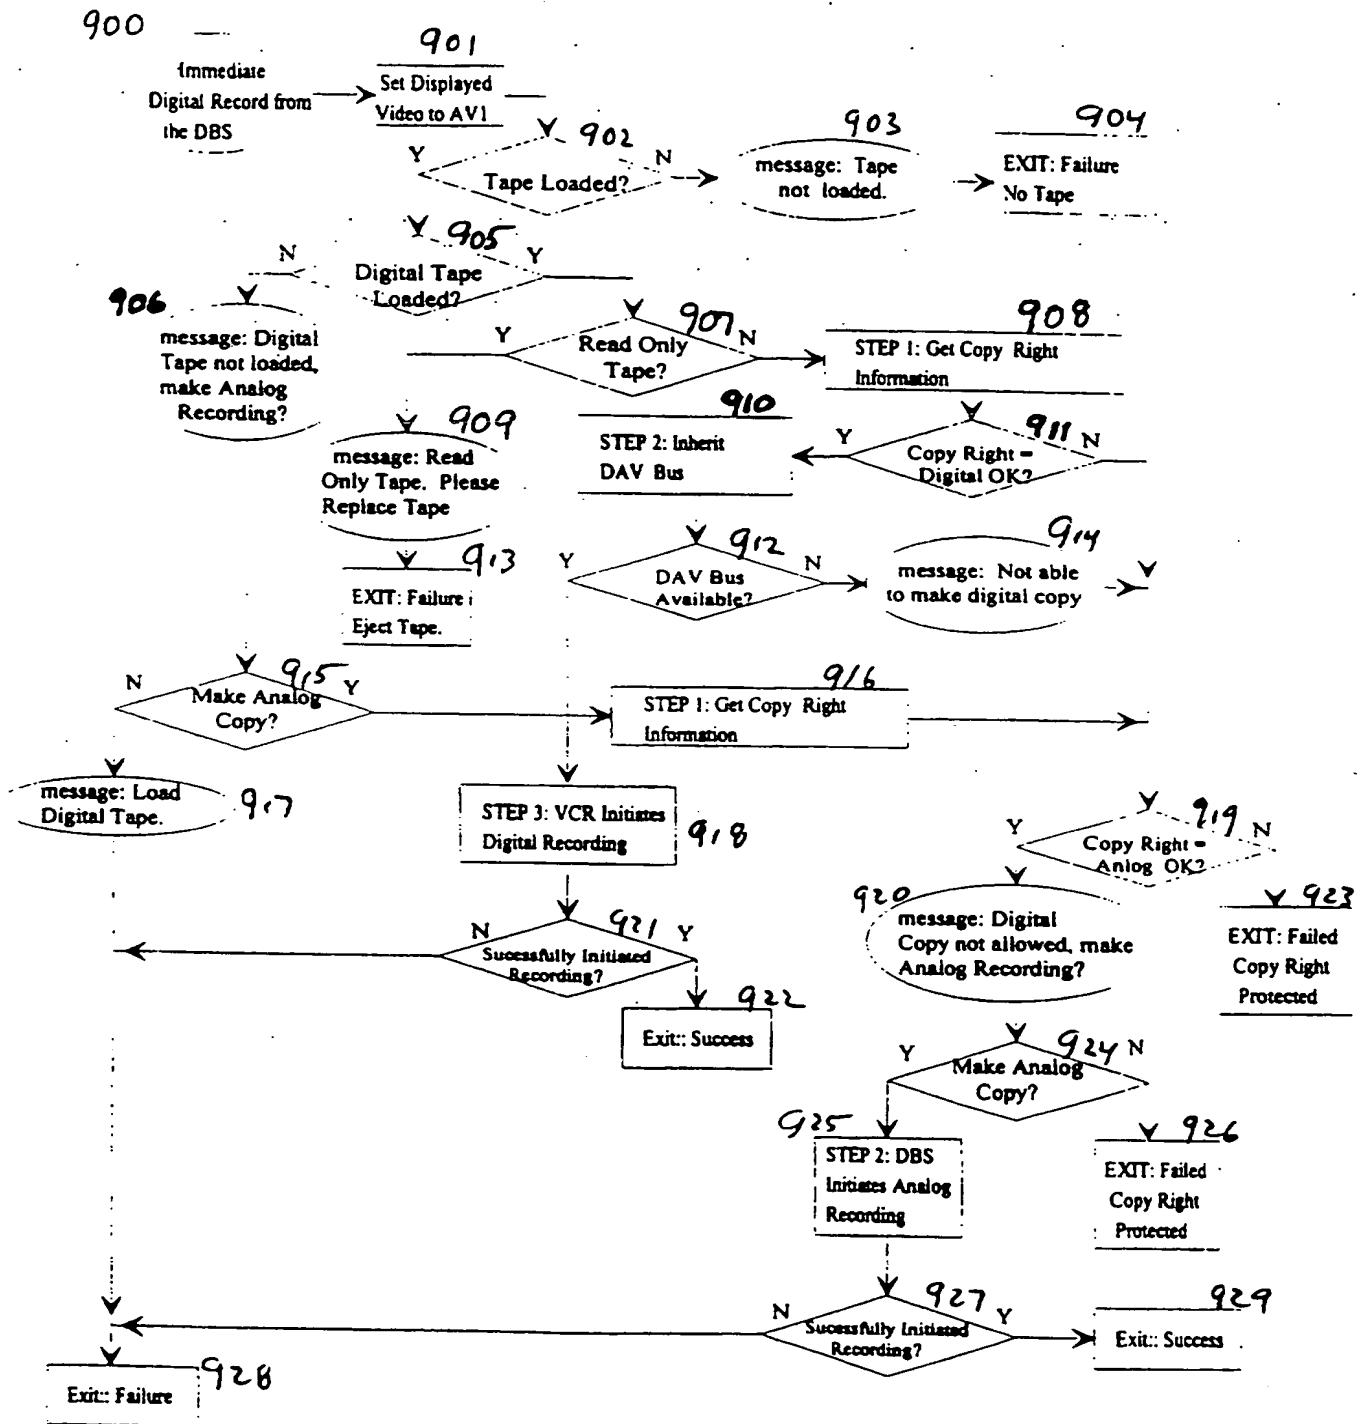 900
901
Immediate
Digital Record from
the DBS
Set Displayed
Video to AV1
902
903
904
Y
N
Tape Loaded?
message: Tape
not loaded.
EXIT: Failure
No Tape
905
N
Y
Digital Tape
Loaded?
906
message: Digital
Tape not loaded,
make Analog
Recording?
907
Y
N
Read Only
Tape?
908
STEP 1: Get Copy Right
Information
909
message: Read
Only Tape. Please
Replace Tape
910
STEP 2: Inherit
DAV Bus
911
Y
N
Copy Right =
Digital OK?
912
Y
N
DAV Bus
Available?
914
message: Not able
to make digital copy
913
EXIT: Failure
Eject Tape.
915
N
Y
Make Analog
Copy?
916
STEP 1: Get Copy Right
Information
message: Load
Digital Tape.
917
STEP 3: VCR Initiates
Digital Recording
918
919
Y
N
Copy Right =
Anlog OK?
920
message: Digital
Copy not allowed, make
Analog Recording?
923
EXIT: Failed
Copy Right
Protected
921
N
Y
Sucessfully Initiated
Recording?
922
Exit:: Success
924
Y
N
Make Analog
Copy?
925
STEP 2: DBS
Initiates Analog
Recording
926
EXIT: Failed
Copy Right
Protected
927
N
Y
Sucessfully Initiated
Recording?
929
Exit:: Success
928
Exit:: Failure